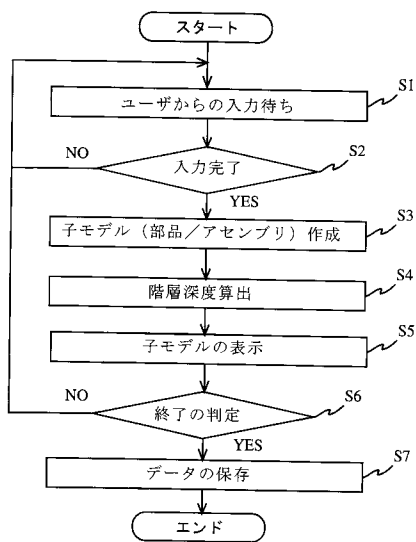 スタート
S1
ユーザからの入力待ち
S2
NO
入力完了
YES
S3
子モデル（部品／アセンブリ）作成
S4
階層深度算出
S5
子モデルの表示
NO
S6
終了の判定
YES
S7
データの保存
エンド